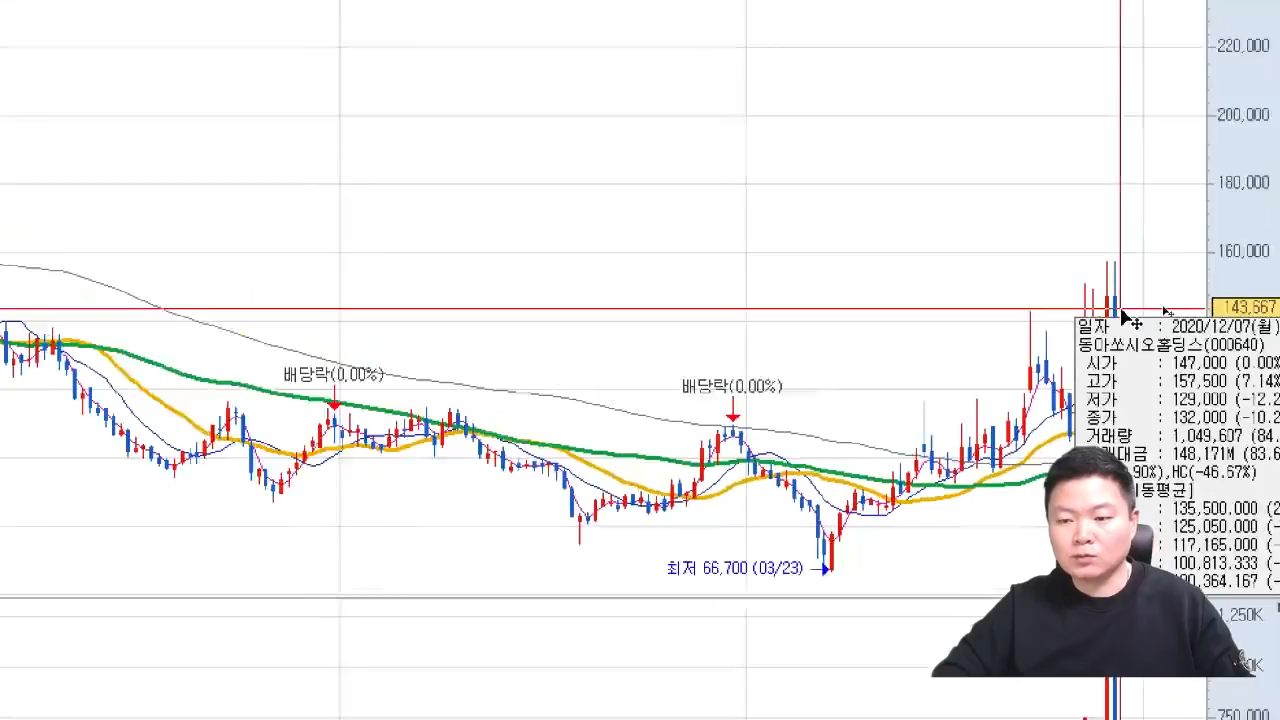 220,000
200,000
180,000
160,000
143,667
일자 : 2020/12/07(월)
동아쏘시오홀딩스(000640)
시가 : 147,000 (0.00%
고가 : 157,500 (7.14%
저가 : 129,000 (-12.2
종가 : 132,000 (-10.2
거래량 : 1,049,607 (84.
대금 : 148,171M (83.6
90%),HC(-46.67%)
이동평균]
135,500.000 (2
125,050.000 (-
117,165.000 (-
: 100,813.333 (-
364.167 (-
배당락(0.00%)
배당락(0.00%)
최저 66,700 (03/23)
1,250K
750,000